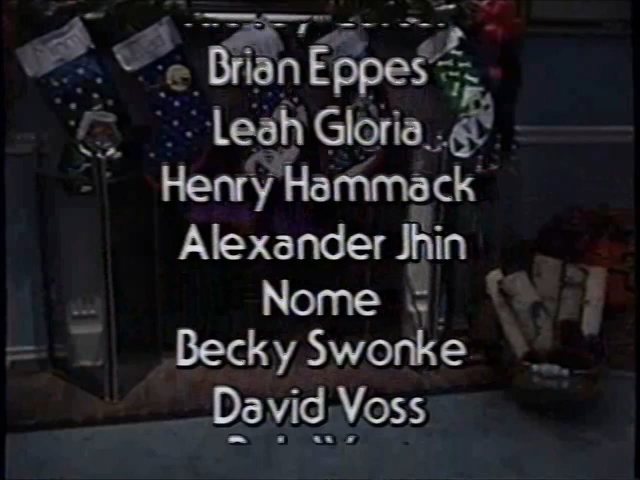 Brian Eppes
Leah Gloria
Henry Hammack
Alexander Jhin
Nome
Becky Swonke
David Voss